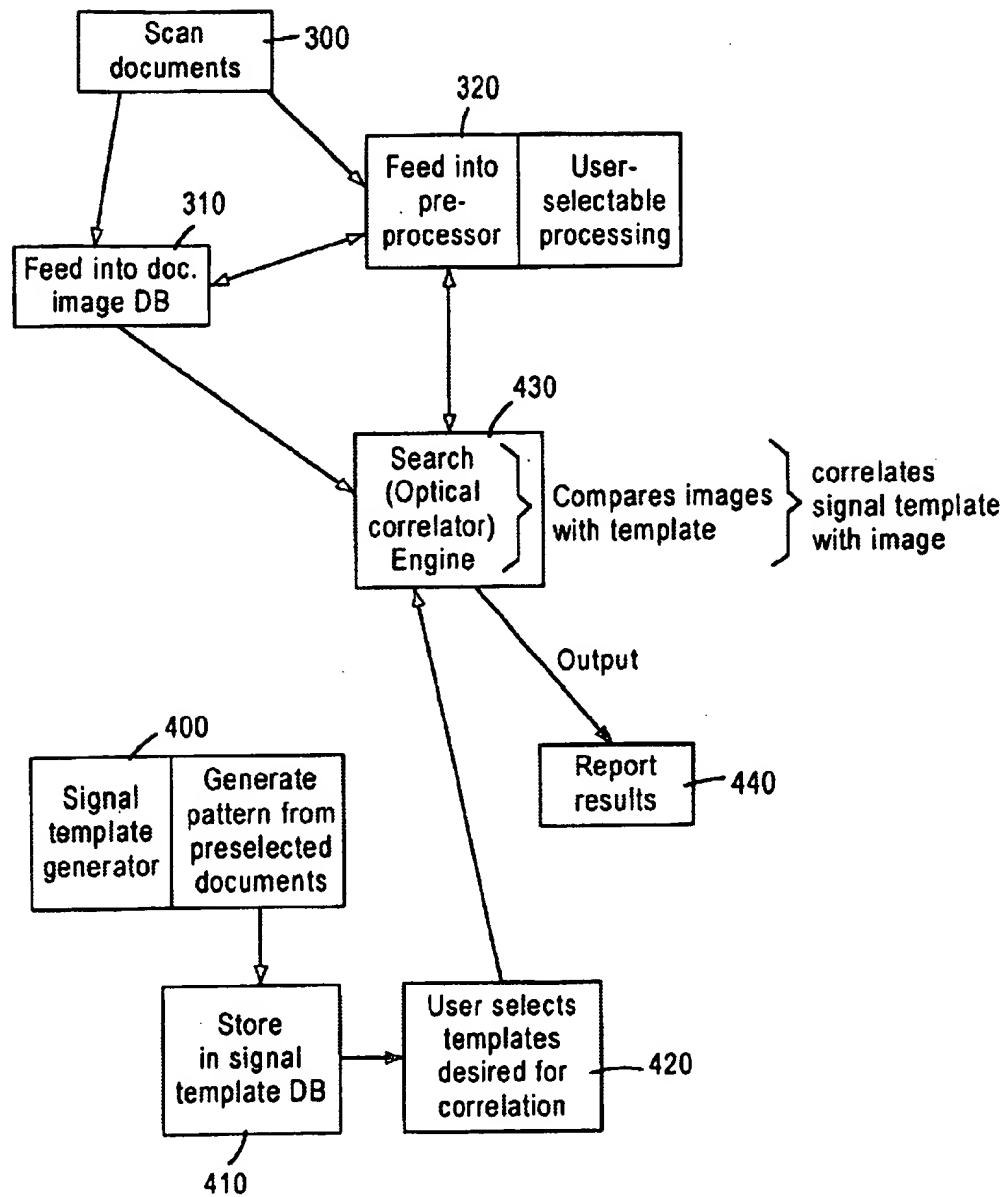 Scan
documents
300
320
Feed into
pre-
processor
User-
selectable
processing
310
Feed into doc.
image DB
430
Search
(Optical
correlator)
Engine
Compares images
with template
correlates
signal template
with image
Output
Report
results
440
400
Signal
template
generator
Generate
pattern from
preselected
documents
Store
in signal
template DB
410
User selects
templates
desired for
correlation
420